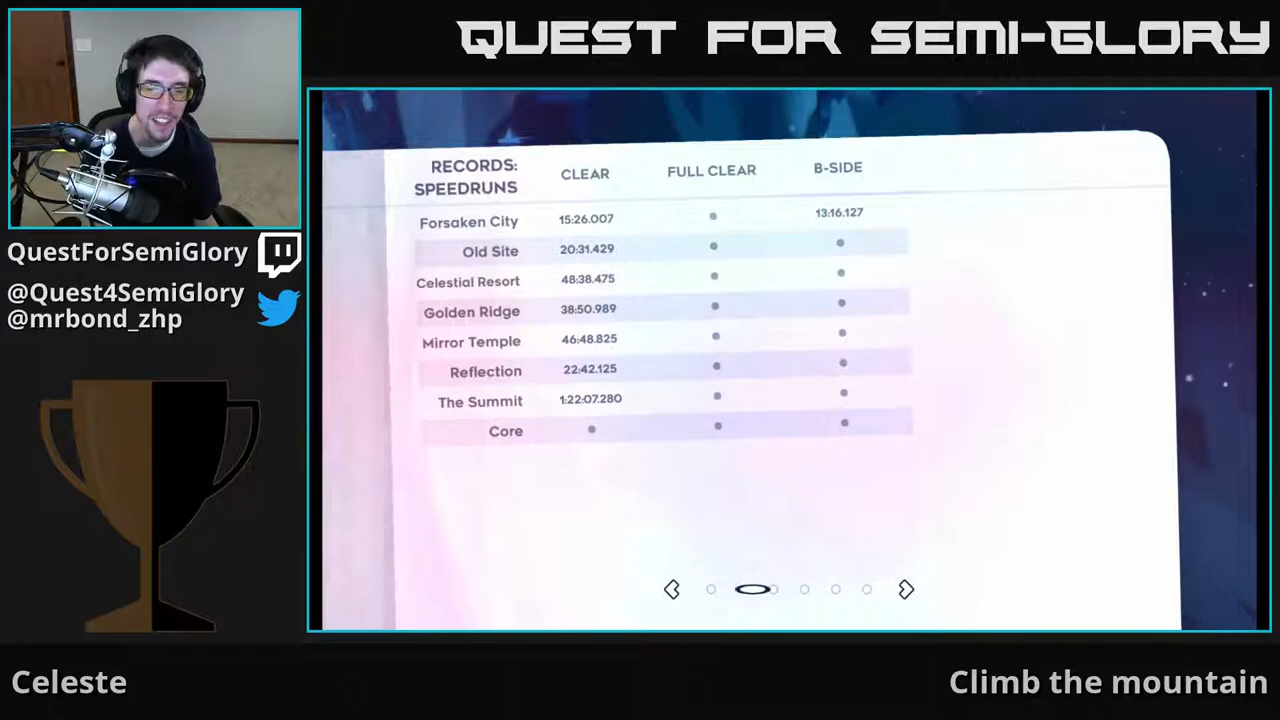 QUEST FOR SEMI-GLORY
QuestForSemiGlory
@Quest4SemiGlory
@mrbond_zhp
RECORDS: SPEEDRUNS CLEAR FULL CLEAR B-SIDE
Forsaken City 15:26.007 13:16.127
Old Site 20:31.429
Celestial Resort 48:38.475
Golden Ridge 38:50.989
Mirror Temple 46:48.825
Reflection 22:42.125
The Summit 1:22:07.280
Core
Celeste
Climb the mountain